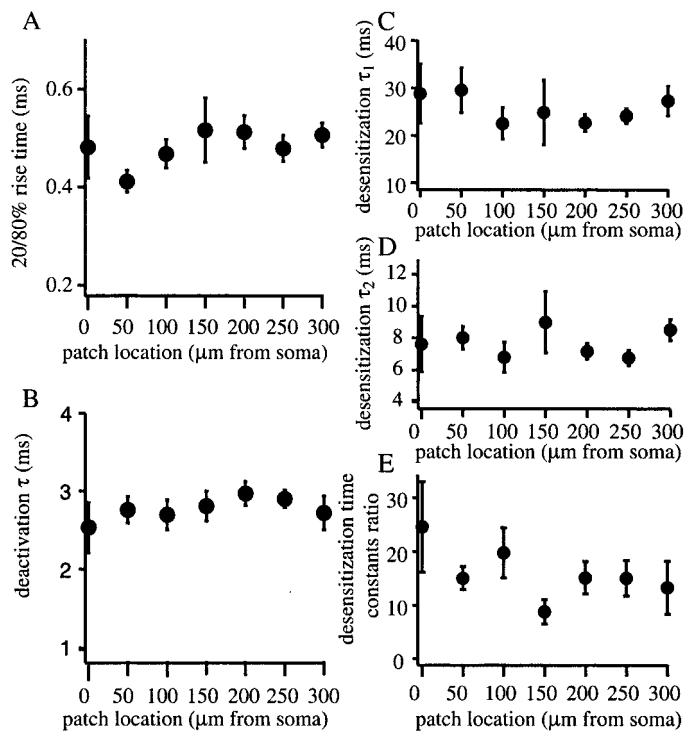 A
20/80% rise time (ms)
0.6
0.4
0.2
0 50 100 150 200 250 300
patch location (μm from soma)
B
deactivation τ (ms)
4
3
2
1
0 50 100 150 200 250 300
patch location (μm from soma)
C
desensitization τ1 (ms)
40
30
20
10
0 50 100 150 200 250 300
patch location (μm from soma)
D
desensitization τ2 (ms)
12
10
8
6
4
0 50 100 150 200 250 300
patch location (μm from soma)
E
desensitization time
constants ratio
30
20
10
0
0 50 100 150 200 250 300
patch location (μm from soma)